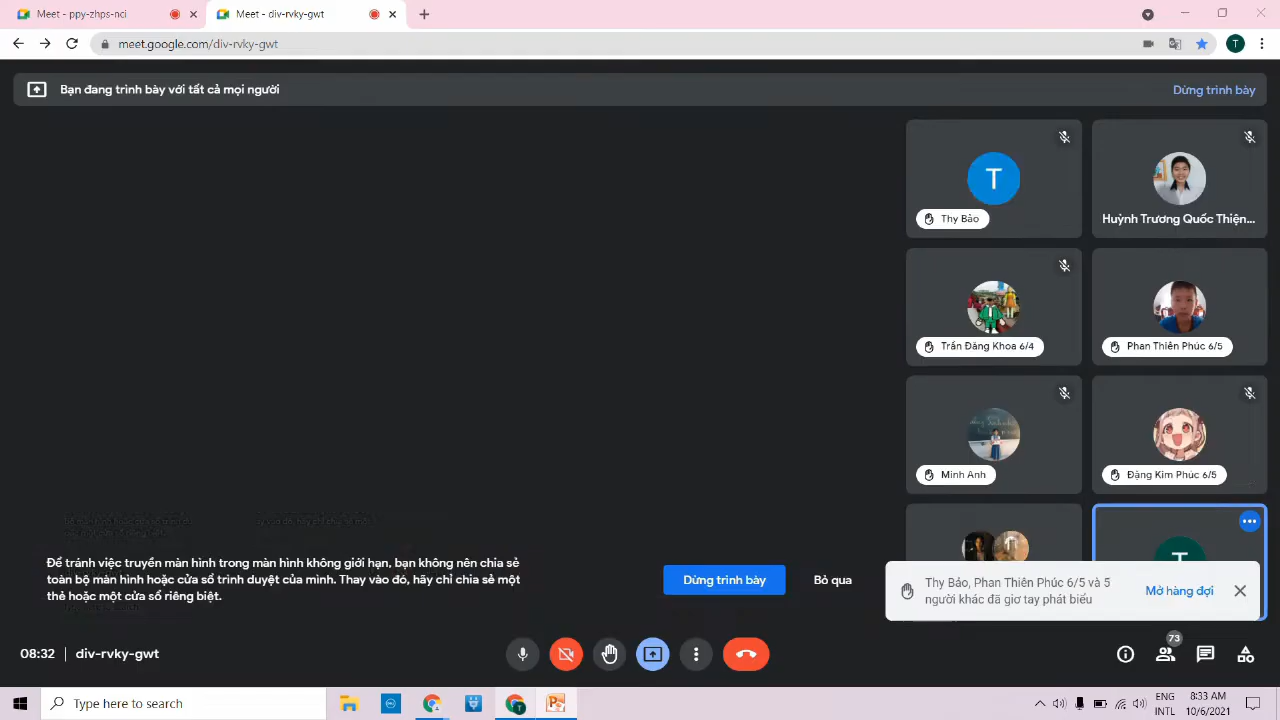 Meet - ppy-zhps-nci
Meet - div-rvky-gwt
meet.google.com/div-rvky-gwt
T
Bạn đang trình bày với tất cả mọi người
Dừng trình bày
T
Thy Bảo
Huỳnh Trương Quốc Thiện...
Trần Đăng Khoa 6/4
Phan Thiên Phúc 6/5
Minh Anh
Đặng Kim Phúc 6/5
Để tránh việc truyền màn hình trong màn hình không giới hạn, bạn không nên chia sẻ
toàn bộ màn hình hoặc cửa sổ trình duyệt của mình. Thay vào đó, hãy chỉ chia sẻ một
thẻ hoặc một cửa sổ riêng biệt.
Dừng trình bày
Bỏ qua
Thy Bảo, Phan Thiên Phúc 6/5 và 5
người khác đã giơ tay phát biểu
Mở hàng đợi
08:32 | div-rvky-gwt
73
Type here to search
ENG
INTL
8:33 AM
10/6/2021